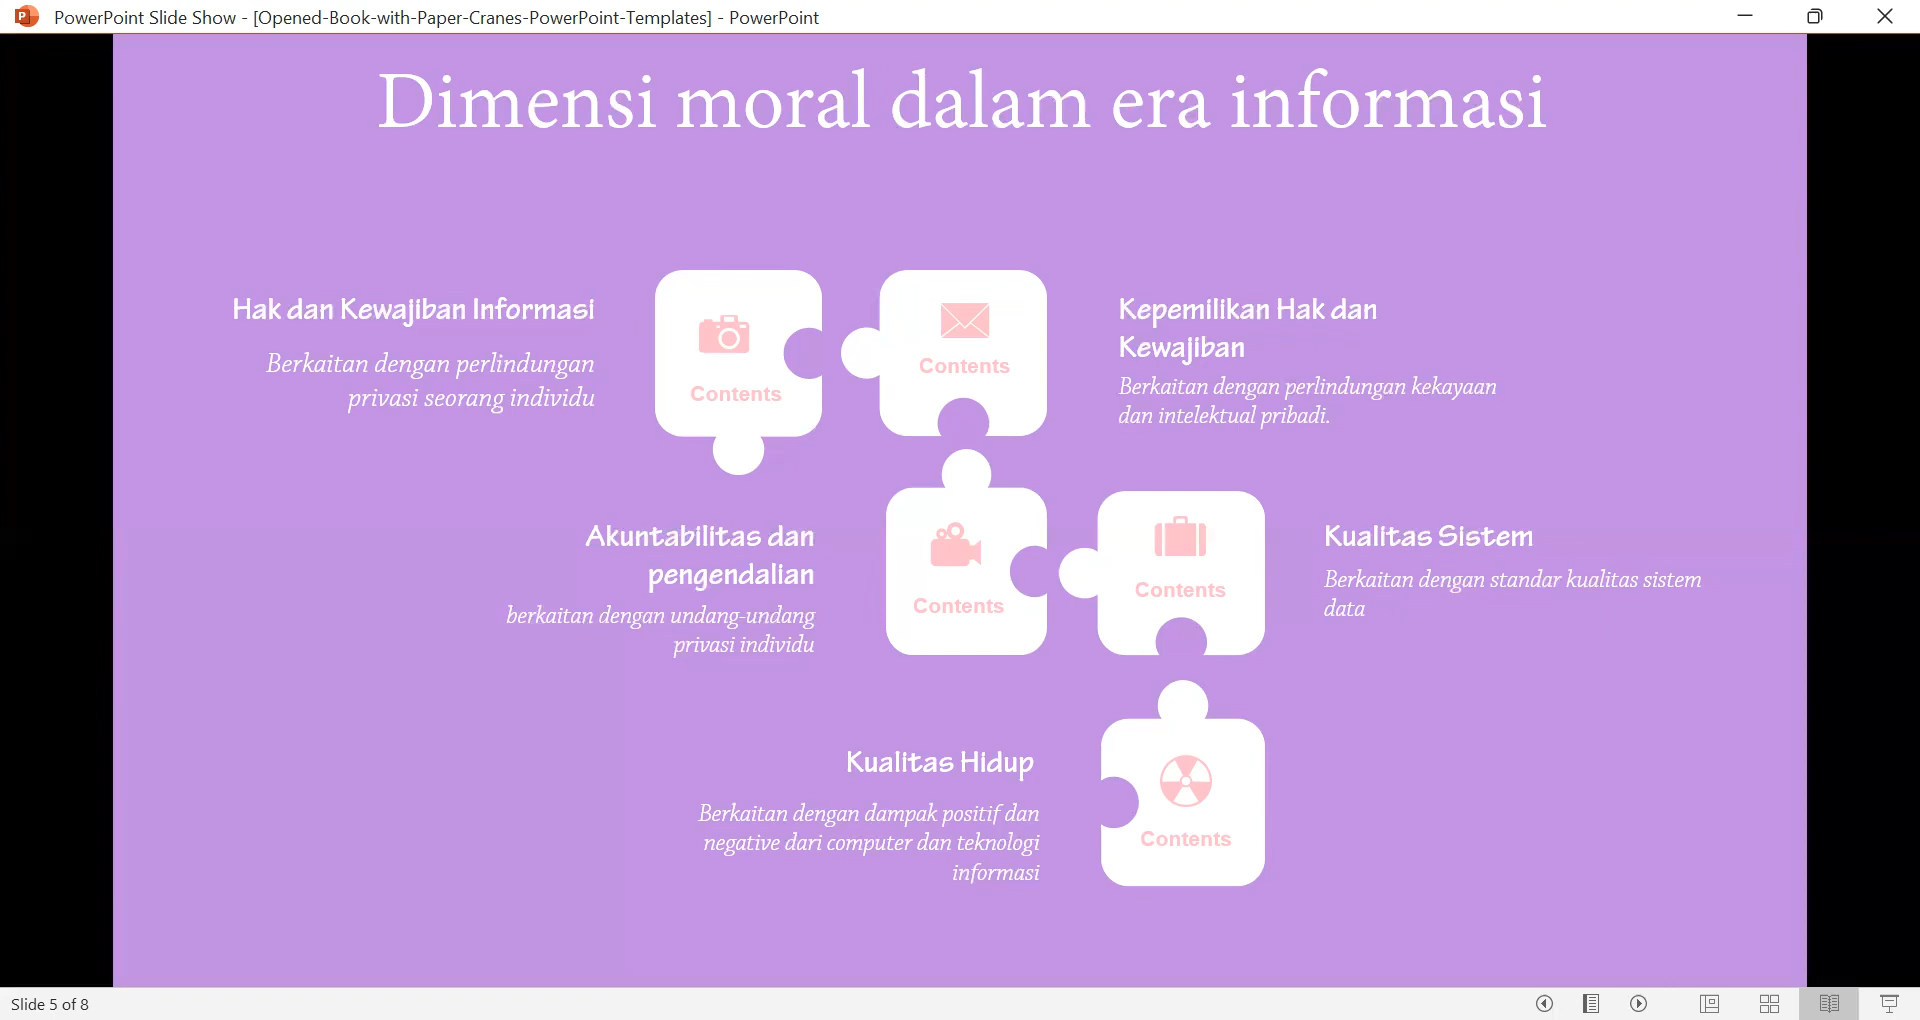 PowerPoint Slide Show - [Opened-Book-with-Paper-Cranes-PowerPoint-Templates] - PowerPoint
Dimensi moral dalam era informasi
Hak dan Kewajiban Informasi
Berkaitan dengan perlindungan
privasi seorang individu
Contents
Contents
Kepemilikan Hak dan
Kewajiban
Berkaitan dengan perlindungan kekayaan
dan intelektual pribadi.
Akuntabilitas dan
pengendalian
berkaitan dengan undang-undang
privasi individu
Contents
Contents
Kualitas Sistem
Berkaitan dengan standar kualitas sistem
data
Kualitas Hidup
Berkaitan dengan dampak positif dan
negative dari computer dan teknologi
informasi
Contents
Slide 5 of 8